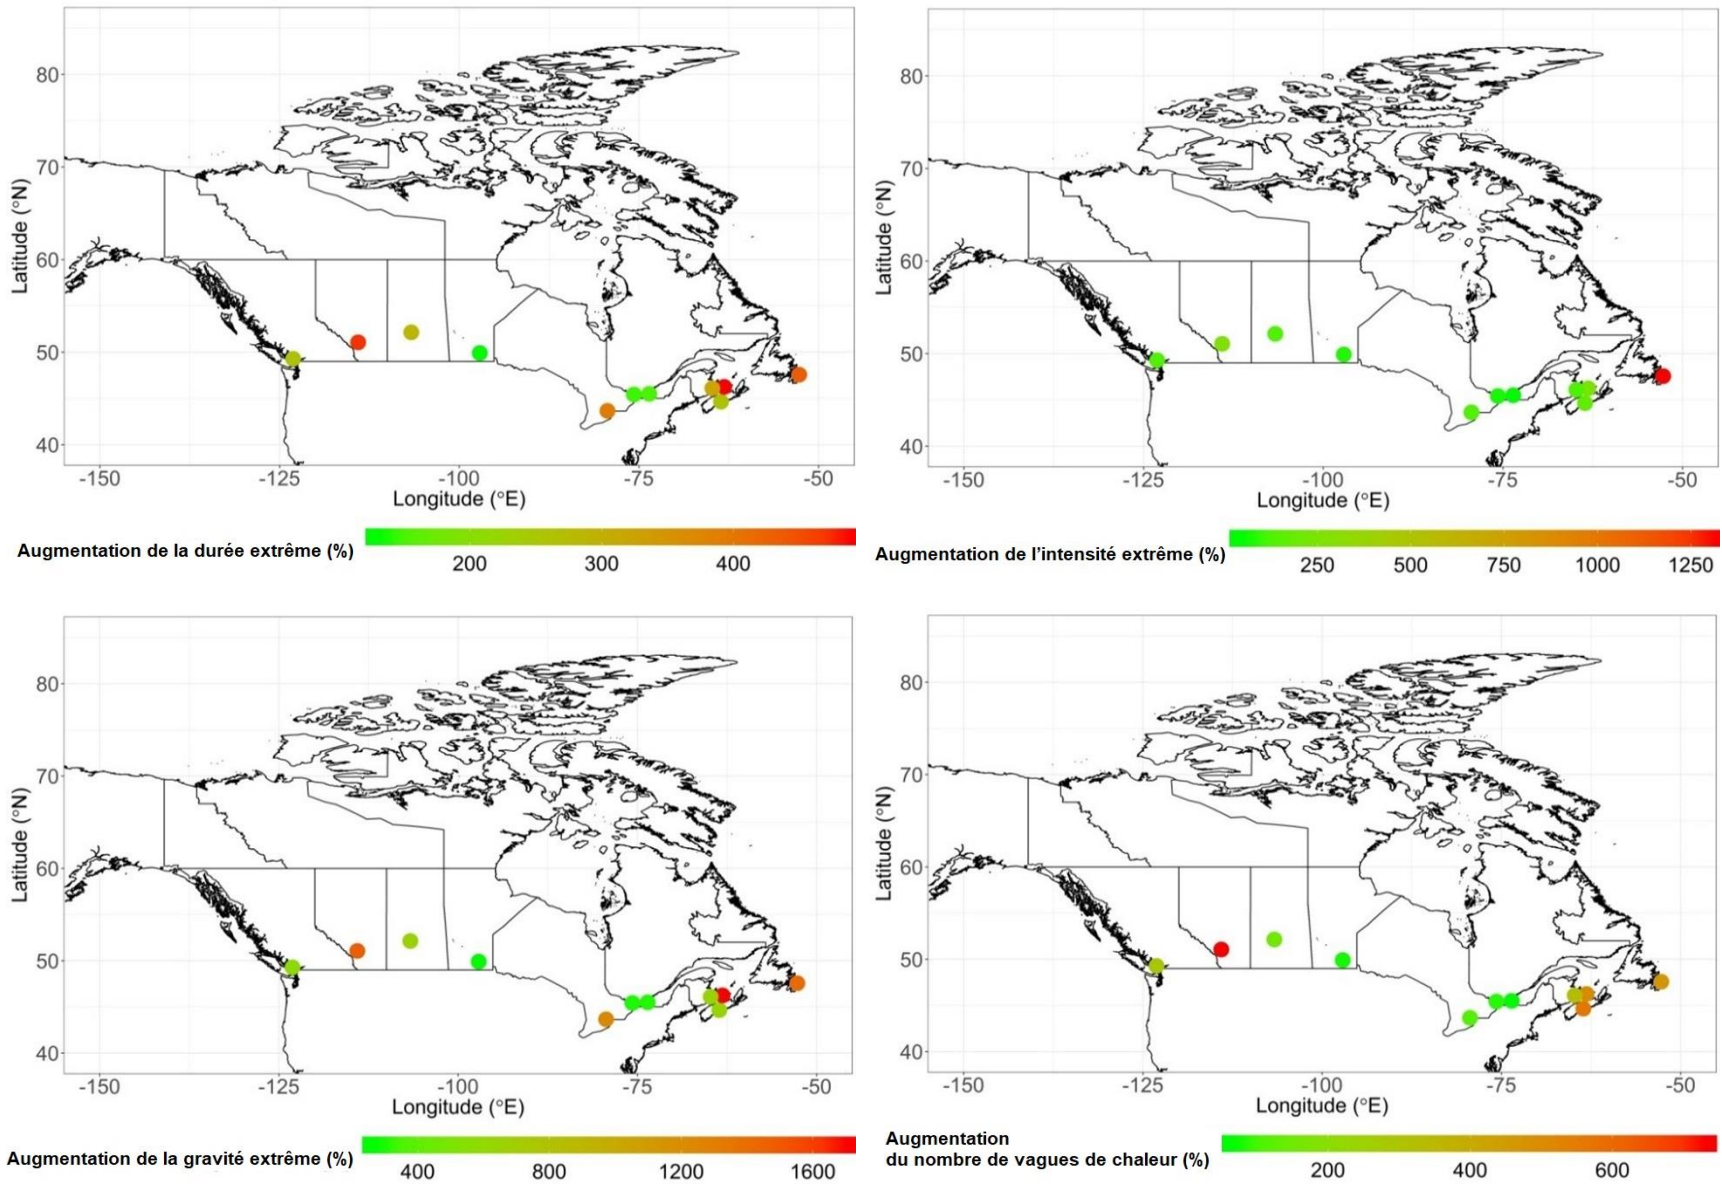 80
70
60
50
40
Latitude (°N)
-150 -125 -100 -75 -50
Longitude (°E)
Augmentation de la durée extrême (%)
200 300 400
80
70
60
50
40
Latitude (°N)
-150 -125 -100 -75 -50
Longitude (°E)
Augmentation de l’intensité extrême (%)
250 500 750 1000 1250
80
70
60
50
40
Latitude (°N)
-150 -125 -100 -75 -50
Longitude (°E)
Augmentation de la gravité extrême (%)
400 800 1200 1600
80
70
60
50
40
Latitude (°N)
-150 -125 -100 -75 -50
Longitude (°E)
Augmentation
du nombre de vagues de chaleur (%)
200 400 600